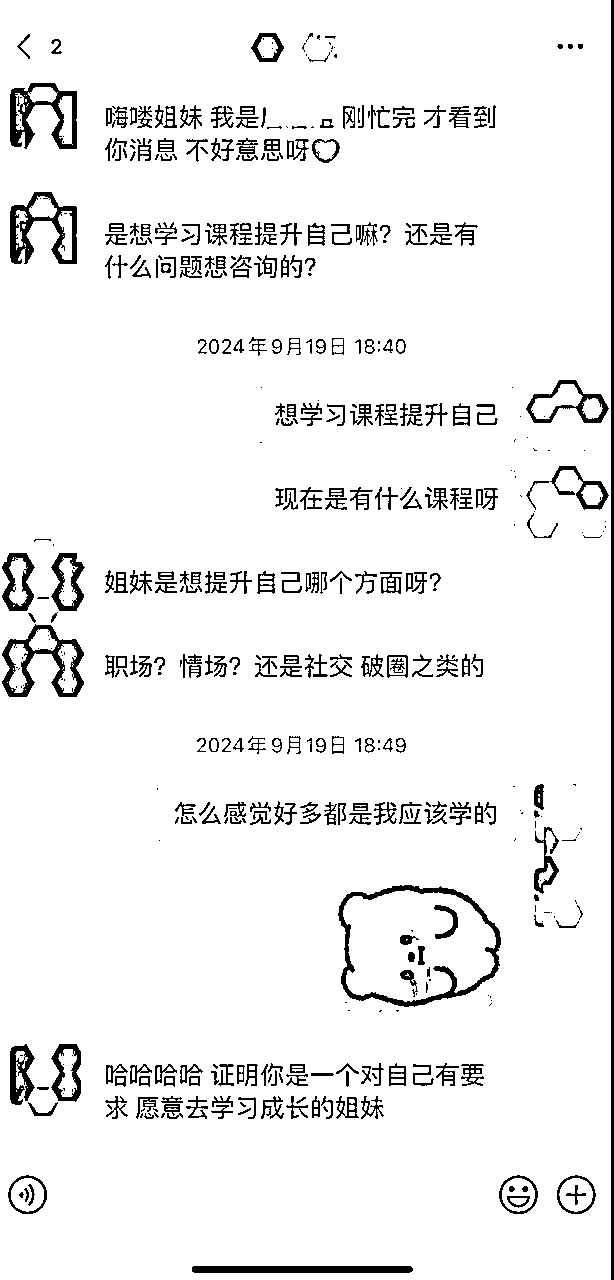 2
嗨喽姐妹 我是 刚忙完 才看到
你消息 不好意思呀♡
是想学习课程提升自己嘛？还是有
什么问题想咨询的？
2024年9月19日 18:40
想学习课程提升自己
现在是有什么课程呀
姐妹是想提升自己哪个方面呀？
职场？情场？还是社交 破圈之类的
2024年9月19日 18:49
怎么感觉好多都是我应该学的
哈哈哈哈 证明你是一个对自己有要
求 愿意去学习成长的姐妹